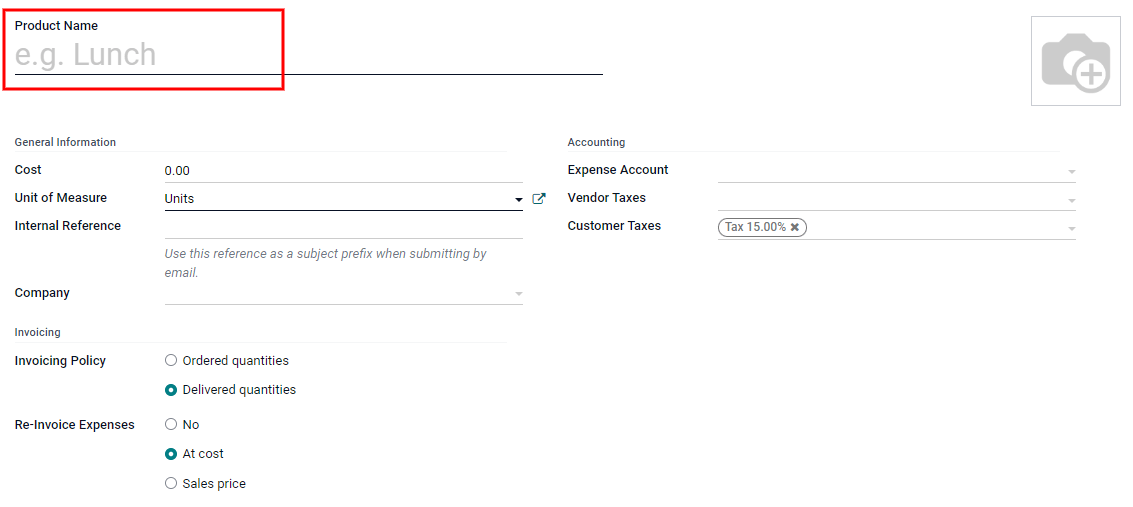 Product Name
e.g. Lunch
General Information
Cost 0.00
Unit of Measure Units
Internal Reference
Use this reference as a subject prefix when submitting by
email.
Company
Invoicing
Invoicing Policy Ordered quantities
Delivered quantities
Re-Invoice Expenses No
At cost
Sales price
Accounting
Expense Account
Vendor Taxes
Customer Taxes Tax 15.00%